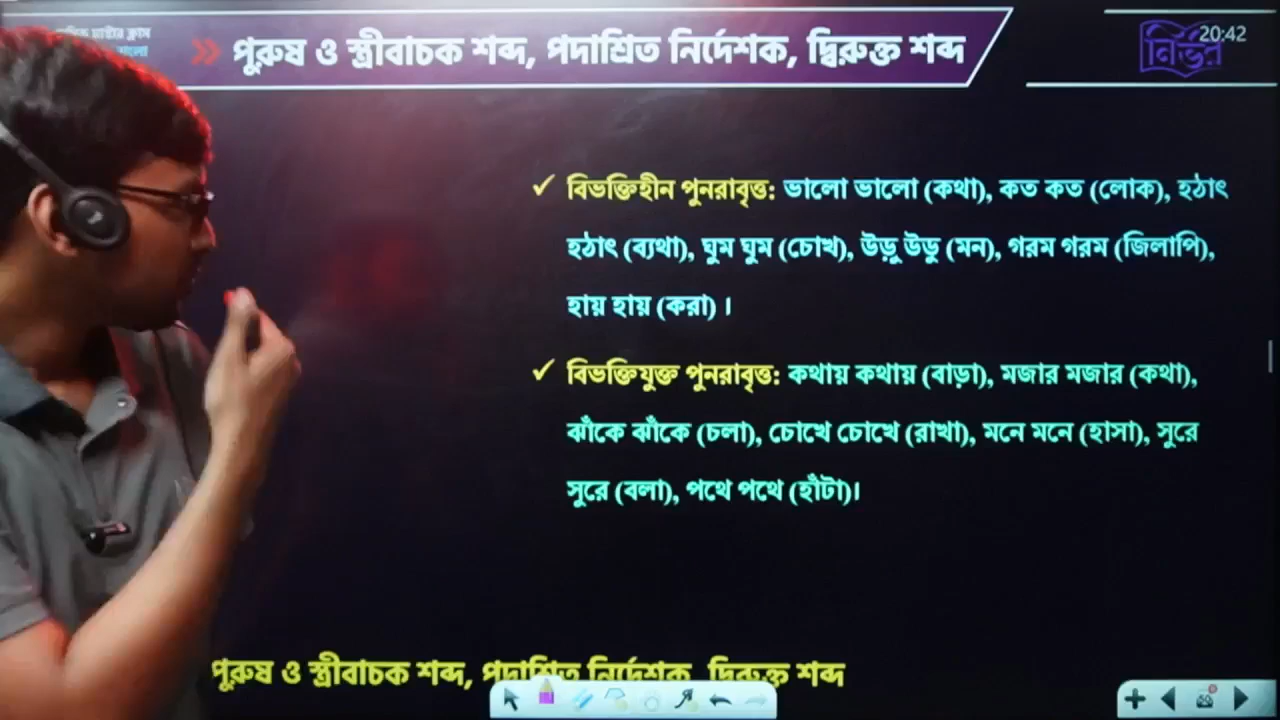 মাস্টার ক্লাস
বাংলা
পুরুষ ও স্ত্রীবাচক শব্দ, পদাশ্রিত নির্দেশক, দ্বিরুক্ত শব্দ
নির্ভর
20:42
✓ বিভক্তিহীন পুনরাবৃত্ত: ভালো ভালো (কথা), কত কত (লোক), হঠাৎ
হঠাৎ (ব্যথা), ঘুম ঘুম (চোখ), উড়ু উড়ু (মন), গরম গরম (জিলাপি),
হায় হায় (করা) ।
✓ বিভক্তিযুক্ত পুনরাবৃত্ত: কথায় কথায় (বাড়া), মজার মজার (কথা),
ঝাঁকে ঝাঁকে (চলা), চোখে চোখে (রাখা), মনে মনে (হাসা), সুরে
সুরে (বলা), পথে পথে (হাঁটা)।
পুরুষ ও স্ত্রীবাচক শব্দ, পদাশ্রিত নির্দেশক, দ্বিরুক্ত শব্দ